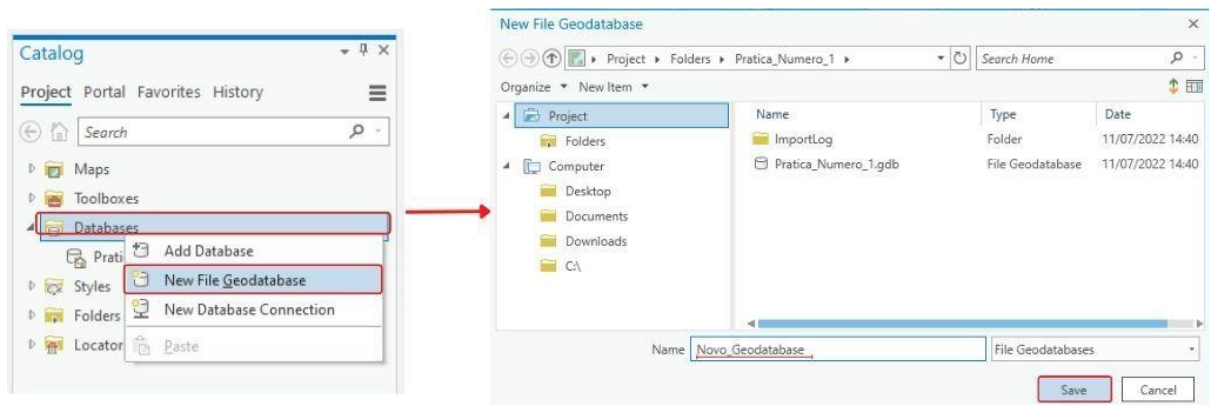 Catalog
Project Portal Favorites History
Search
Maps
Toolboxes
Databases
Prati
Styles
Folders
Locator
Add Database
New File Geodatabase
New Database Connection
Paste
New File Geodatabase
Project Folders Pratica_Numero_1
Search Home
Organize New Item
Project
Folders
Computer
Desktop
Documents
Downloads
C:\
Name Type Date
ImportLog Folder 11/07/2022 14:40
Pratica_Numero_1.gdb File Geodatabase 11/07/2022 14:40
Name Novo_Geodatabase File Geodatabases
Save Cancel